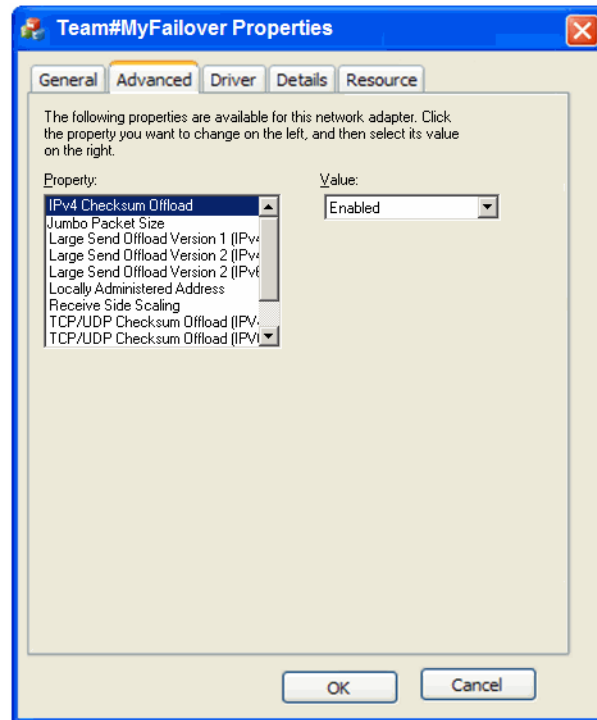 Team#MyFailover Properties
General Advanced Driver Details Resource
The following properties are available for this network adapter. Click
the property you want to change on the left, and then select its value
on the right.
Property: Value:
IPv4 Checksum Offload Enabled
Jumbo Packet Size
Large Send Offload Version 1 (IPv4
Large Send Offload Version 2 (IPv4
Large Send Offload Version 2 (IPv6
Locally Administered Address
Receive Side Scaling
TCP/UDP Checksum Offload (IPV
TCP/UDP Checksum Offload (IPV
OK Cancel